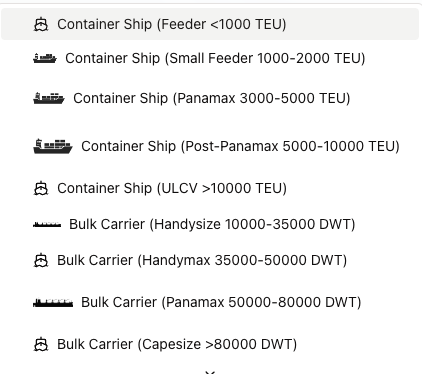 Container Ship (Feeder <1000 TEU)
Container Ship (Small Feeder 1000-2000 TEU)
Container Ship (Panamax 3000-5000 TEU)
Container Ship (Post-Panamax 5000-10000 TEU)
Container Ship (ULCV >10000 TEU)
Bulk Carrier (Handysize 10000-35000 DWT)
Bulk Carrier (Handymax 35000-50000 DWT)
Bulk Carrier (Panamax 50000-80000 DWT)
Bulk Carrier (Capesize >80000 DWT)